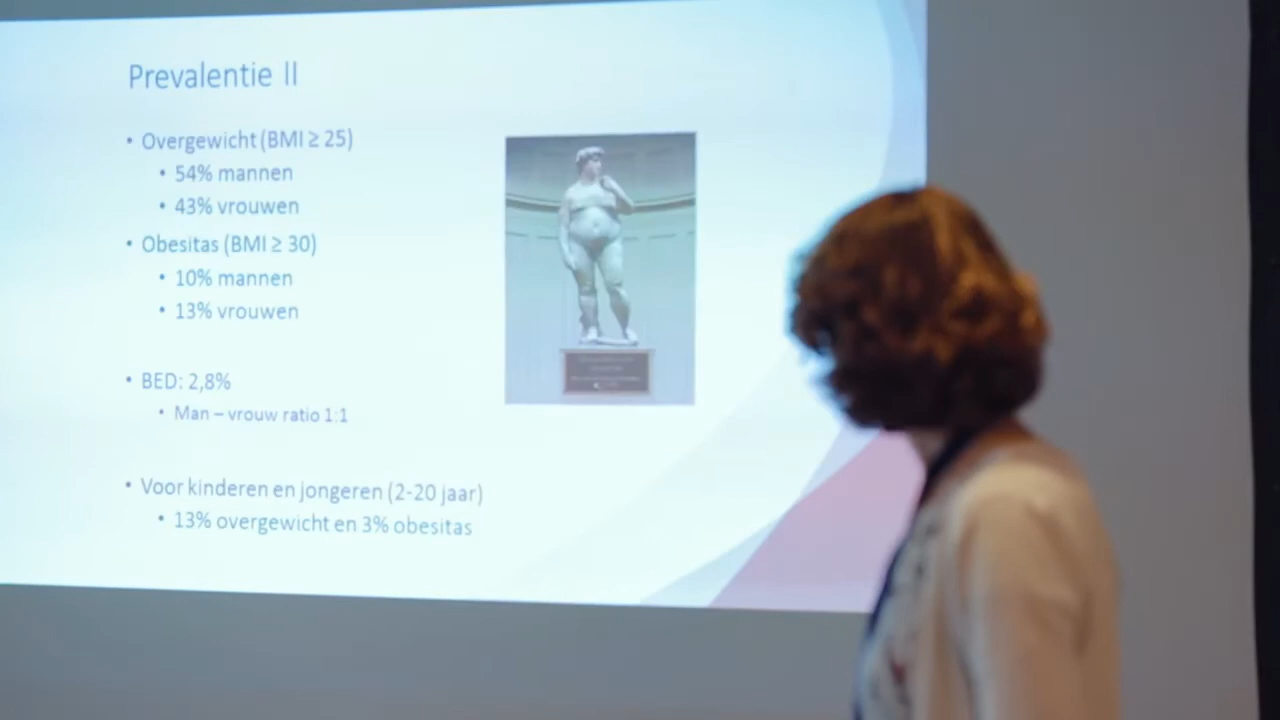 Prevalentie II
• Overgewicht (BMI ≥ 25)
• 54% mannen
• 43% vrouwen
• Obesitas (BMI ≥ 30)
• 10% mannen
• 13% vrouwen
• BED: 2,8%
• Man – vrouw ratio 1:1
• Voor kinderen en jongeren (2-20 jaar)
• 13% overgewicht en 3% obesitas